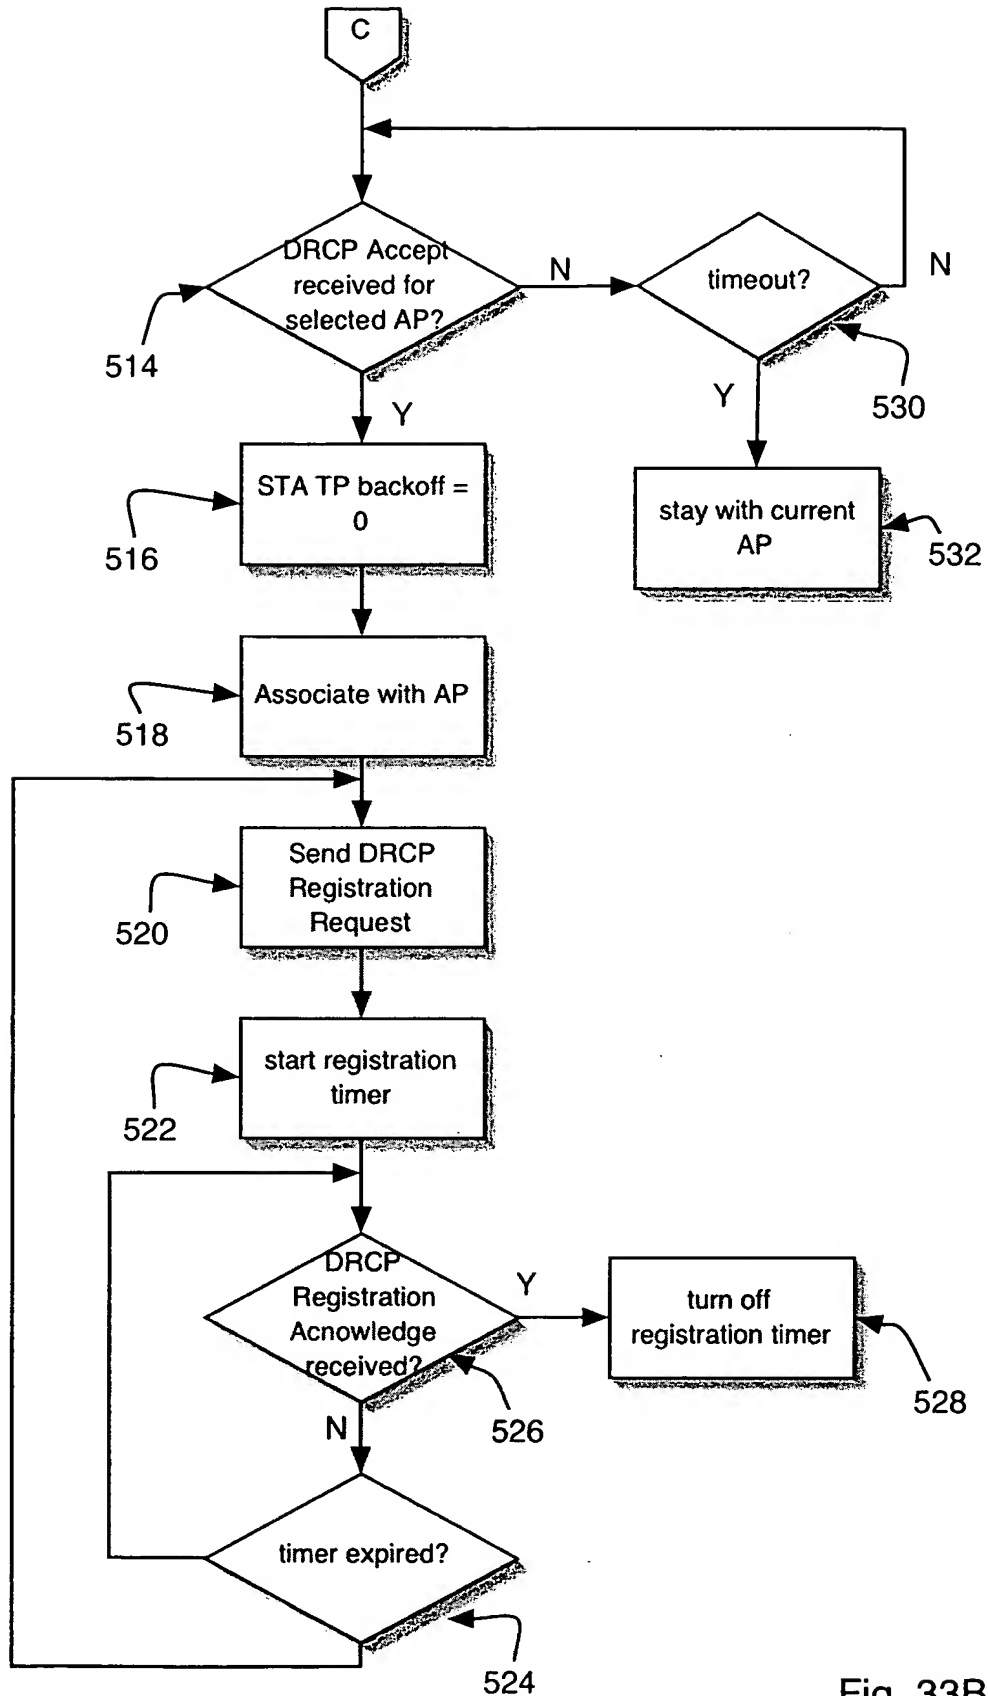 C
DRCP Accept
received for
selected AP?
N
timeout?
N
514
Y
Y
530
STA TP backoff =
0
516
stay with current
AP
532
Associate with AP
518
Send DRCP
Registration
Request
520
start registration
timer
522
DRCP
Registration
Acnowledge
received?
Y
turn off
registration timer
528
N
526
timer expired?
524
Fig. 33B